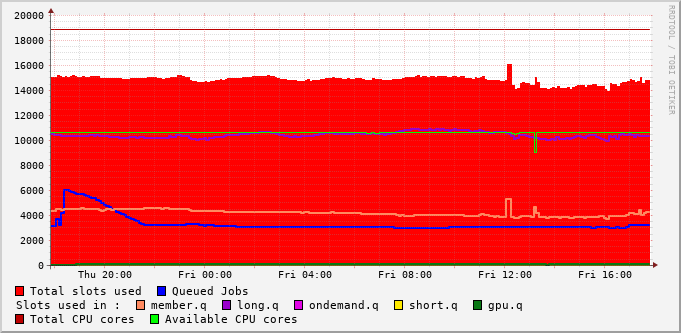 RRDTOOL / TOBI OETIKER
20000
18000
16000
14000
12000
10000
8000
6000
4000
2000
0
Thu 20:00 Fri 00:00 Fri 04:00 Fri 08:00 Fri 12:00 Fri 16:00
Total slots used Queued Jobs
Slots used in : member.q long.q ondemand.q short.q gpu.q
Total CPU cores Available CPU cores